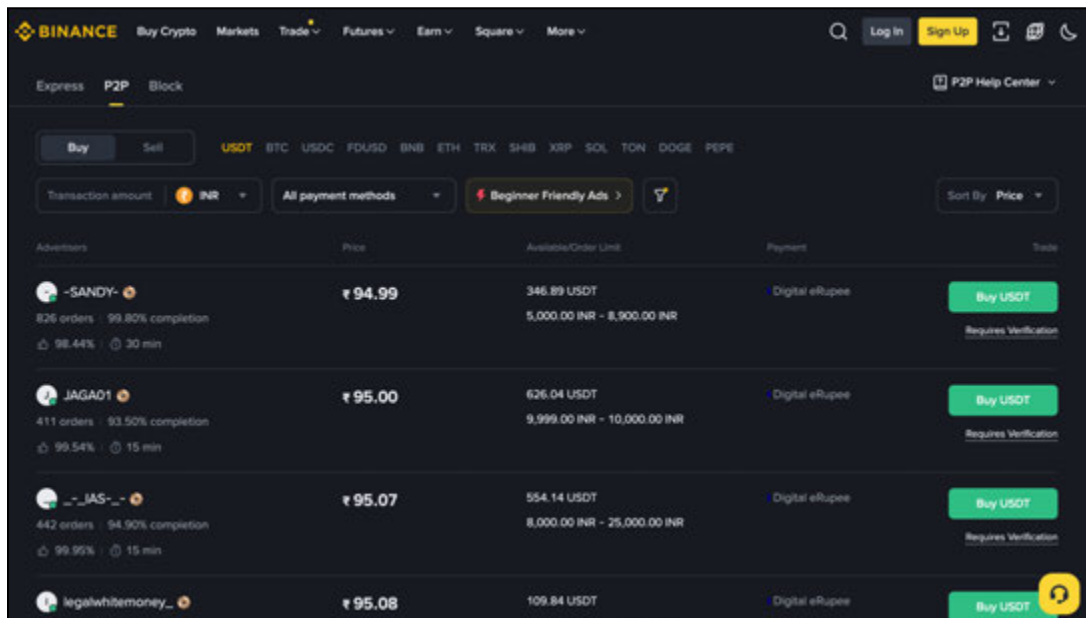 BINANCE Buy Crypto Markets Trade Futures Earn Square More Log In Sign Up
Express P2P Block P2P Help Center
Buy Sell USDT BTC USDC FDUSD BNB ETH TRX SHIB XRP SOL TON DOGE PEPE
Transaction amount INR All payment methods Beginner Friendly Ads > Sort By Price
Advertisers Price Available/Order Limit Payment Trade
-SANDY- ₹ 94.99 346.89 USDT Digital eRupee Buy USDT
826 orders | 99.80% completion 5,000.00 INR - 8,900.00 INR Requires Verification
98.44% | 30 min
JAGA01 ₹ 95.00 626.04 USDT Digital eRupee Buy USDT
411 orders | 93.50% completion 9,999.00 INR - 10,000.00 INR Requires Verification
99.54% | 15 min
_-_IAS-_- ₹ 95.07 554.14 USDT Digital eRupee Buy USDT
442 orders | 94.90% completion 8,000.00 INR - 25,000.00 INR Requires Verification
99.95% | 15 min
legalwhitemoney_ ₹ 95.08 109.84 USDT Digital eRupee Buy USDT